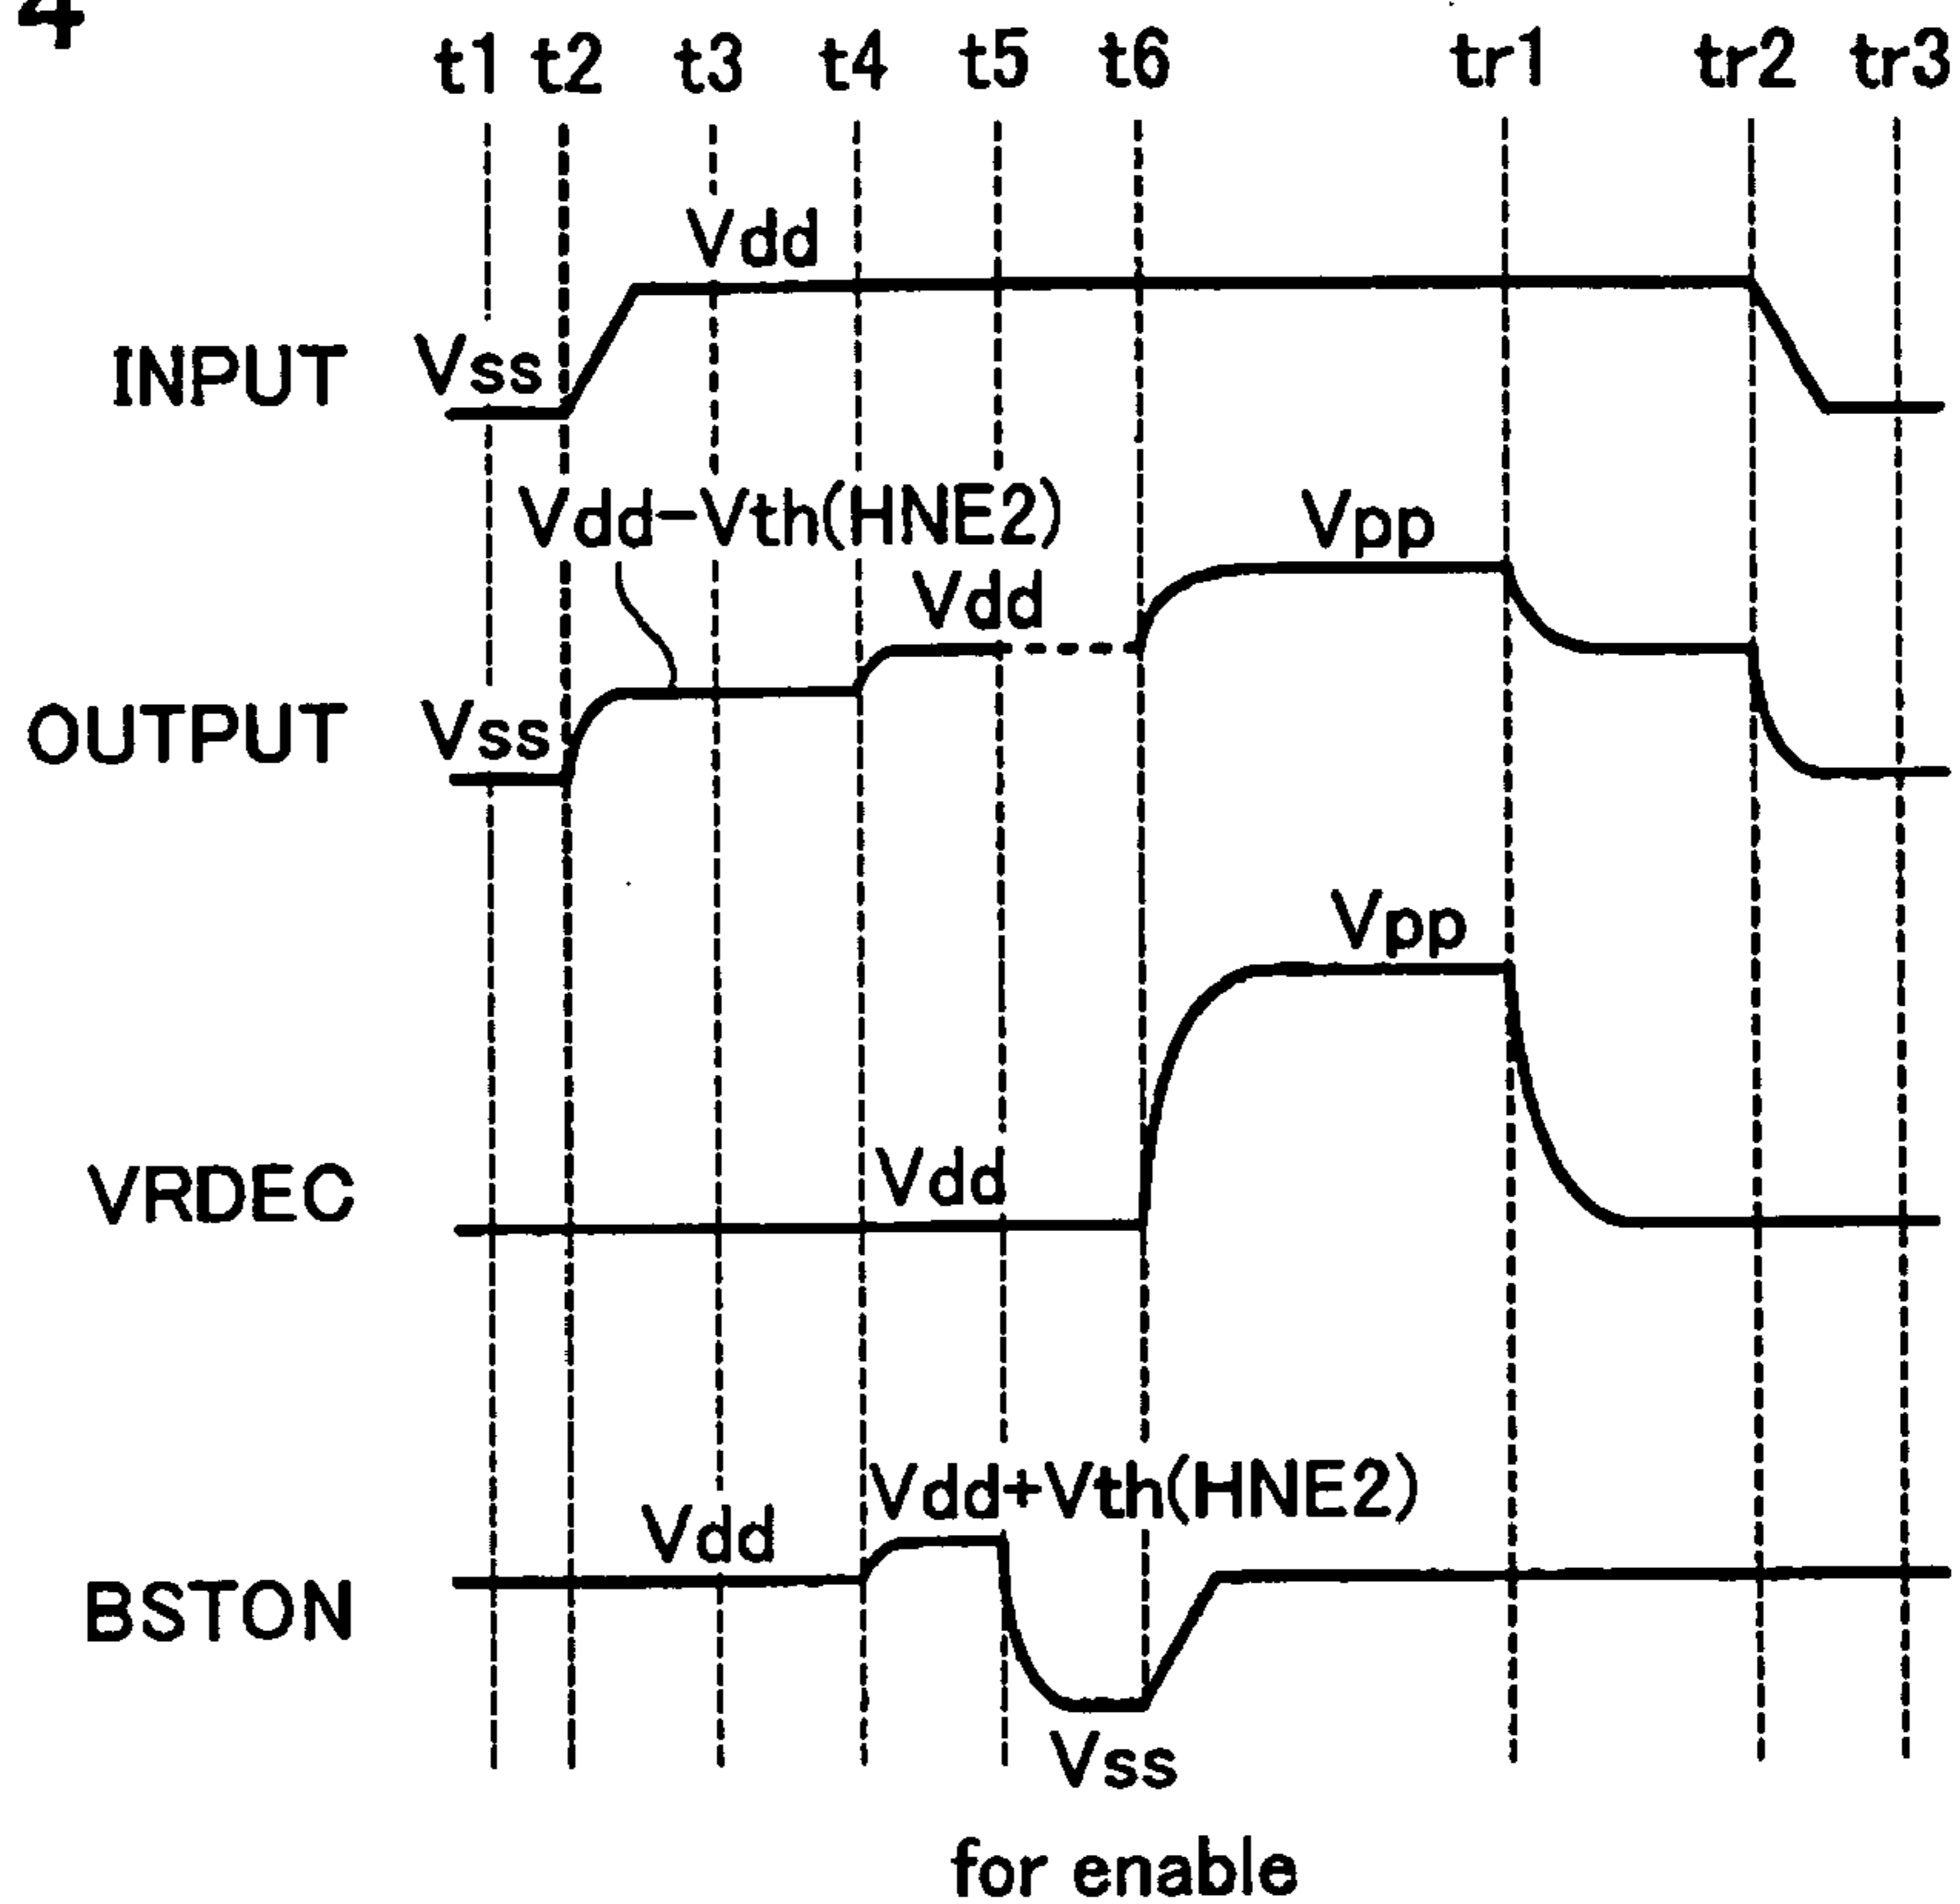 4
t1 t2 t3 t4 t5 t6 tr1 tr2 tr3
Vdd
INPUT Vss
Vdd-Vth(HNE2) Vpp
Vdd
OUTPUT Vss
Vpp
VRDEC Vdd
Vdd+Vth(HNE2)
Vdd
BSTON
Vss
for enable